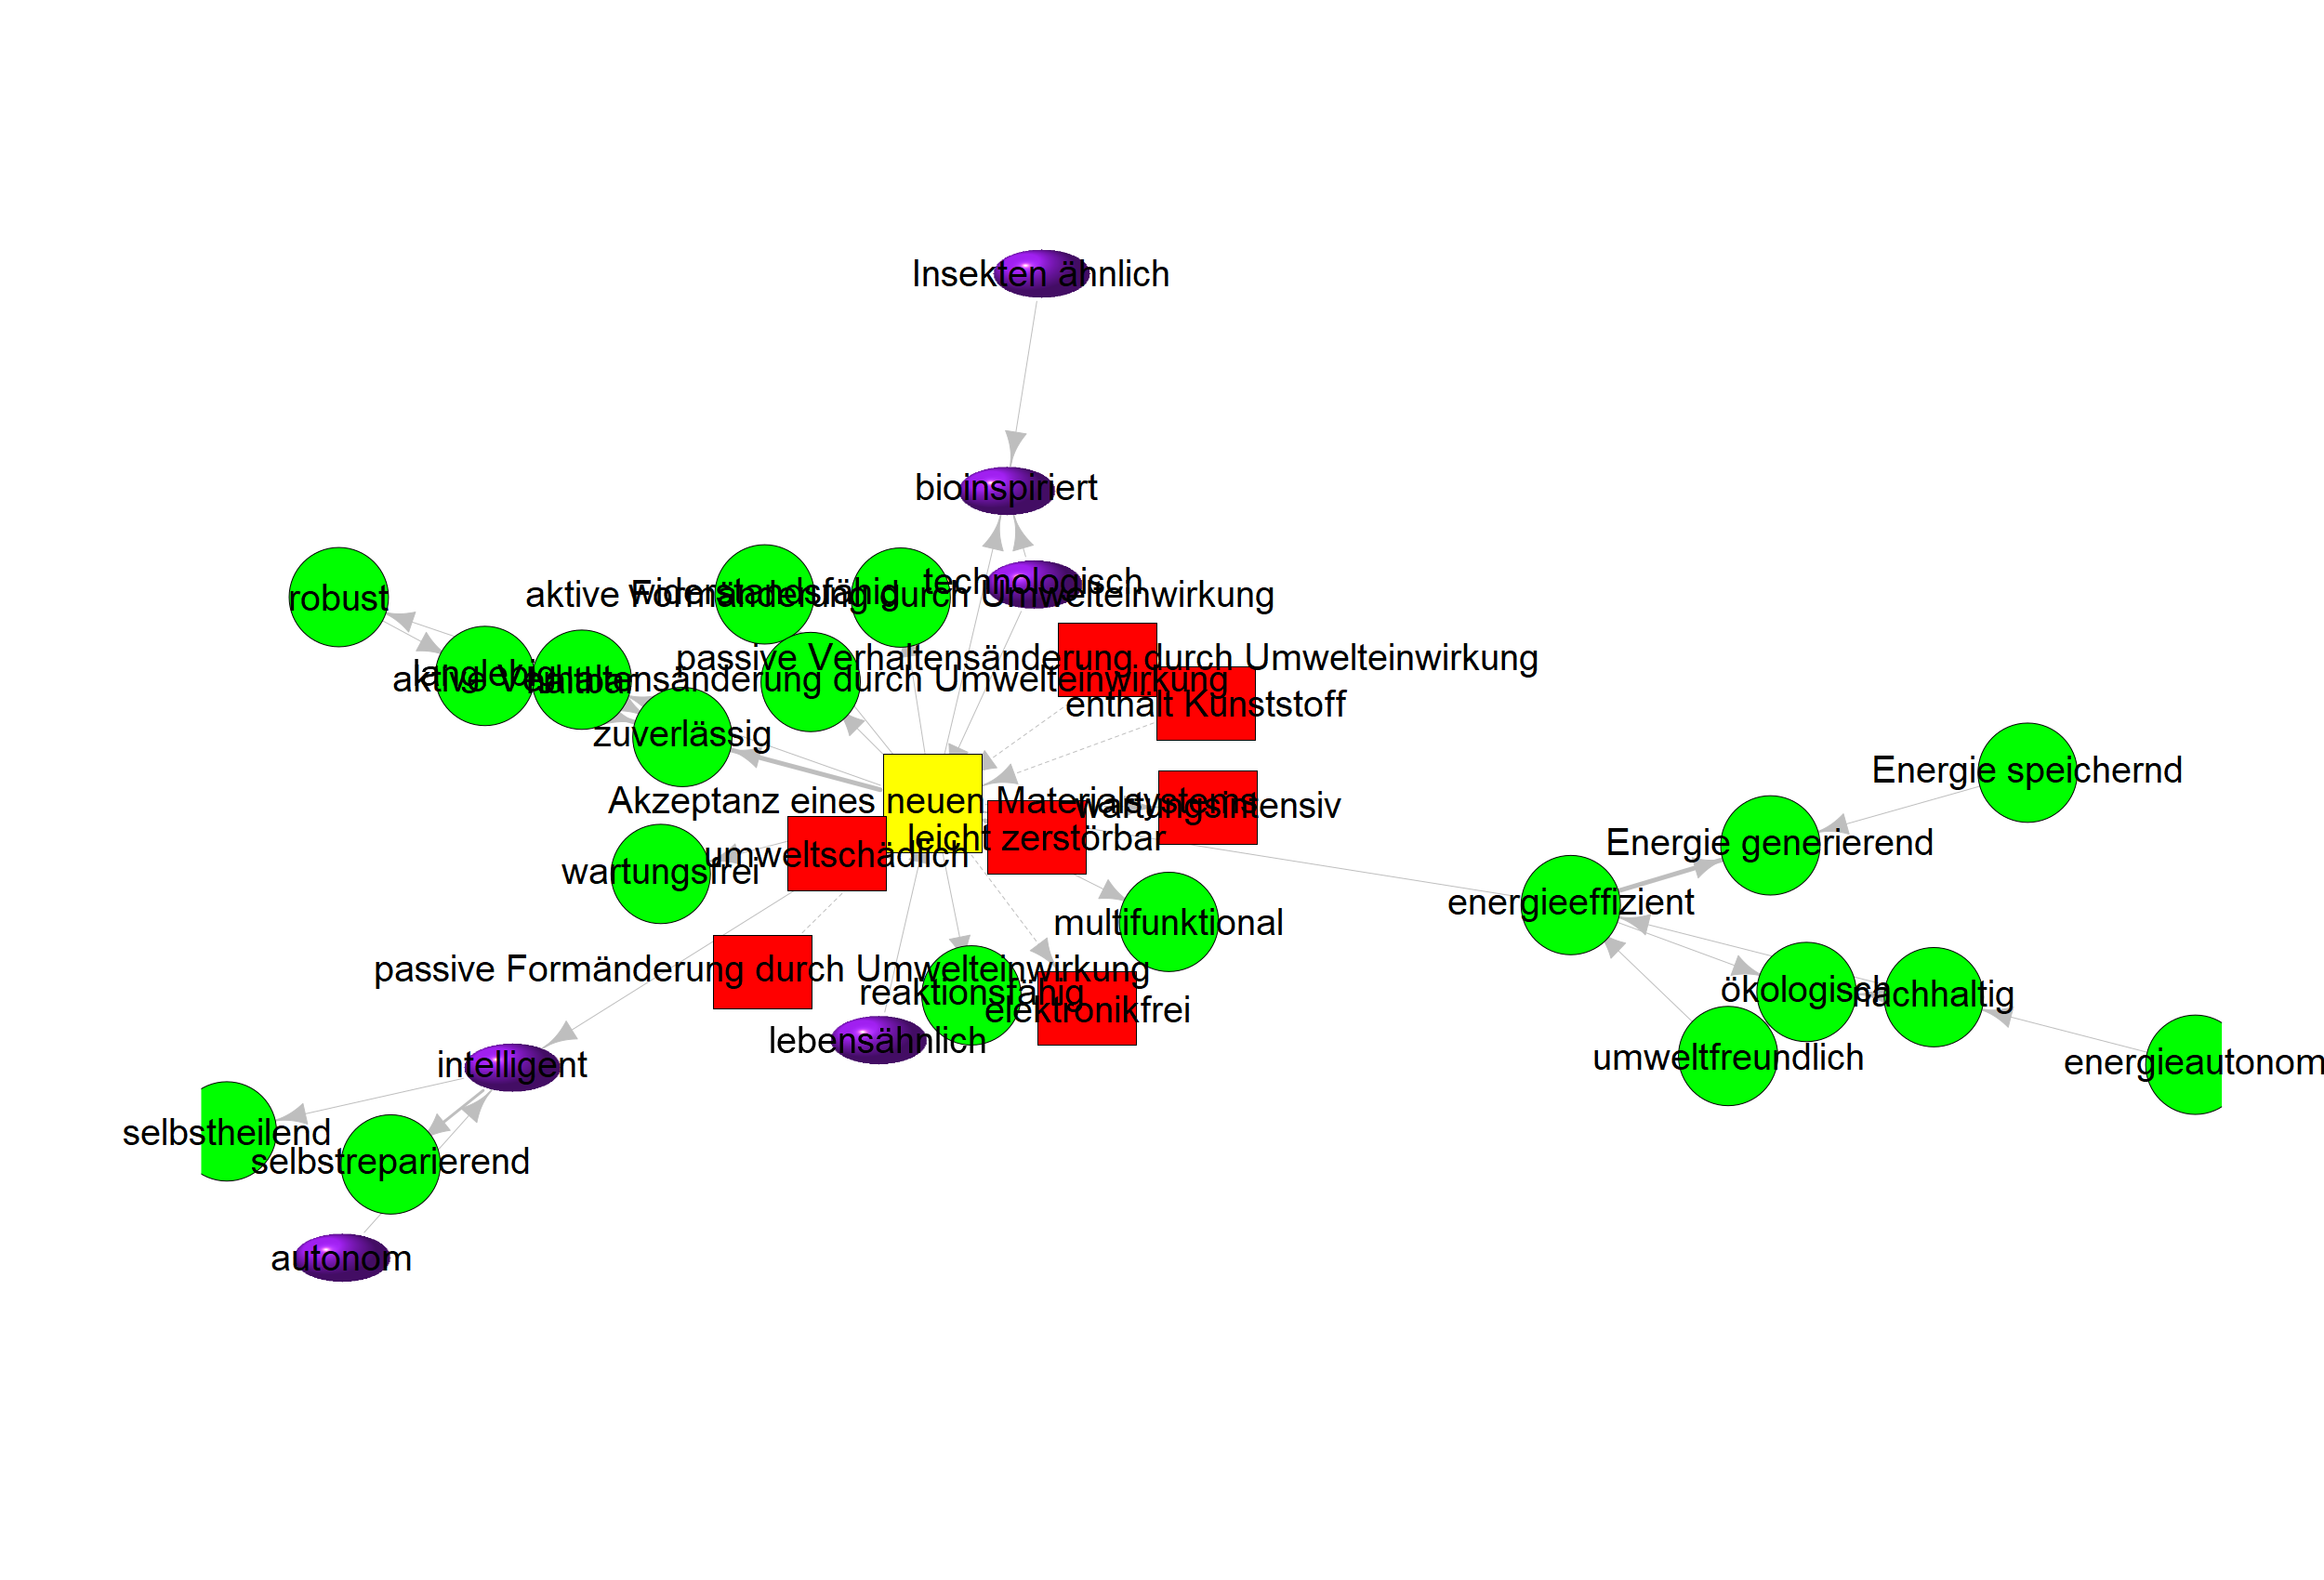 Insekten ähnlich
bioinspiriert
technologisch
aktive Formänderung durch Umwelteinwirkung
widerstandsfähig
robust
passive Verhaltensänderung durch Umwelteinwirkung
langlebig
haltbar
aktive Verhaltensänderung durch Umwelteinwirkung
enthält Kunststoff
zuverlässig
Energie speichernd
Akzeptanz eines neuen Materialsystems
wartungsintensiv
leicht zerstörbar
Energie generierend
umweltschädlich
wartungsfrei
energieeffizient
multifunktional
passive Formänderung durch Umwelteinwirkung
reaktionsfähig
ökologisch
nachhaltig
elektronikfrei
lebensähnlich
umweltfreundlich
energieautonom
intelligent
selbstheilend
selbstreparierend
autonom